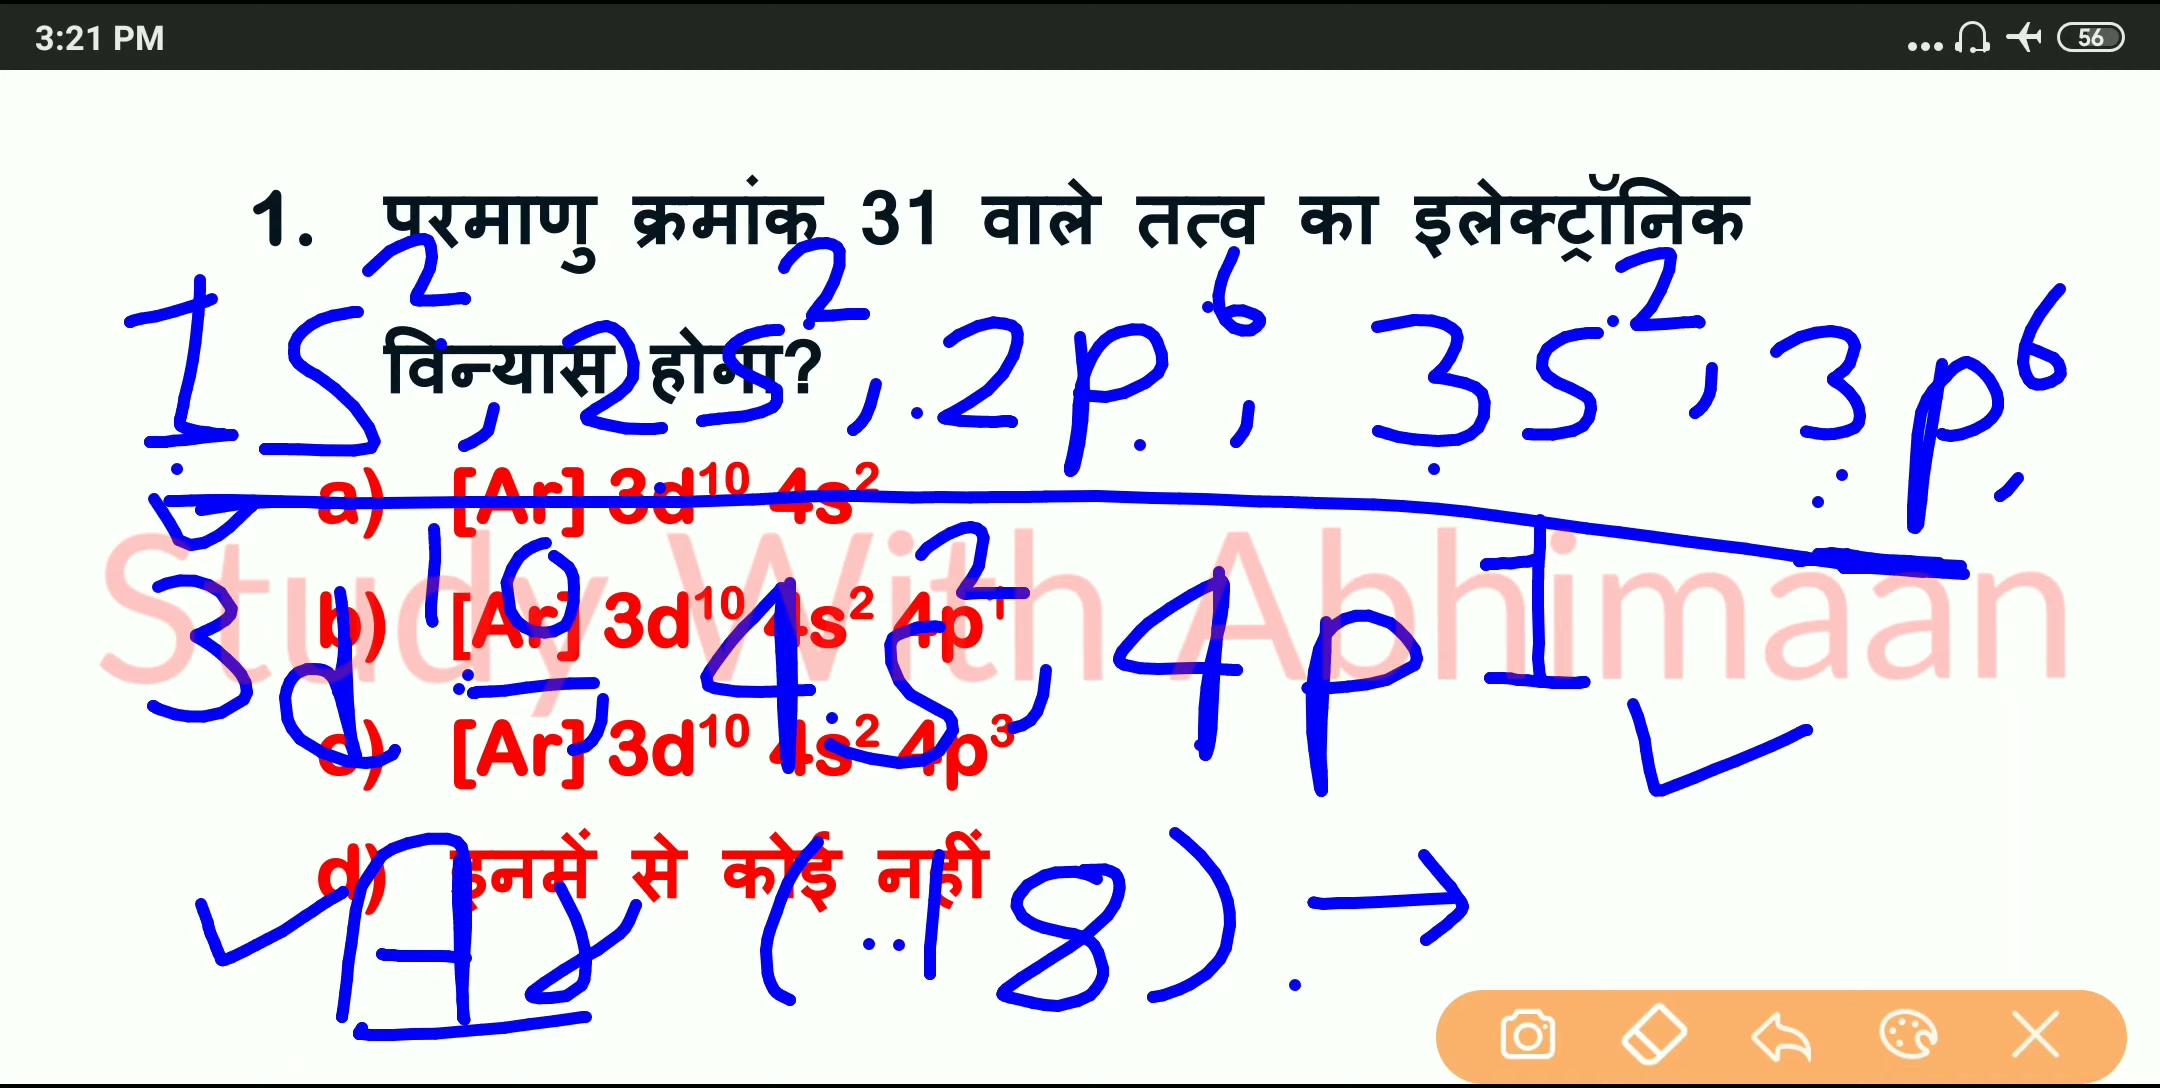 3:21 PM
56
1. परमाणु क्रमांक 31 वाले तत्व का इलेक्ट्रॉनिक
विन्यास होगा?
1s², 2s², 2p⁶, 3s², 3p⁶,
a) [Ar] 3d¹⁰ 4s²
Study With Abhimaan
3d¹⁰, 4s², 4p¹
b) [Ar] 3d¹⁰ 4s² 4p¹
c) [Ar] 3d¹⁰ 4s² 4p³
d) इनमें से कोई नहीं
Ar (18) →